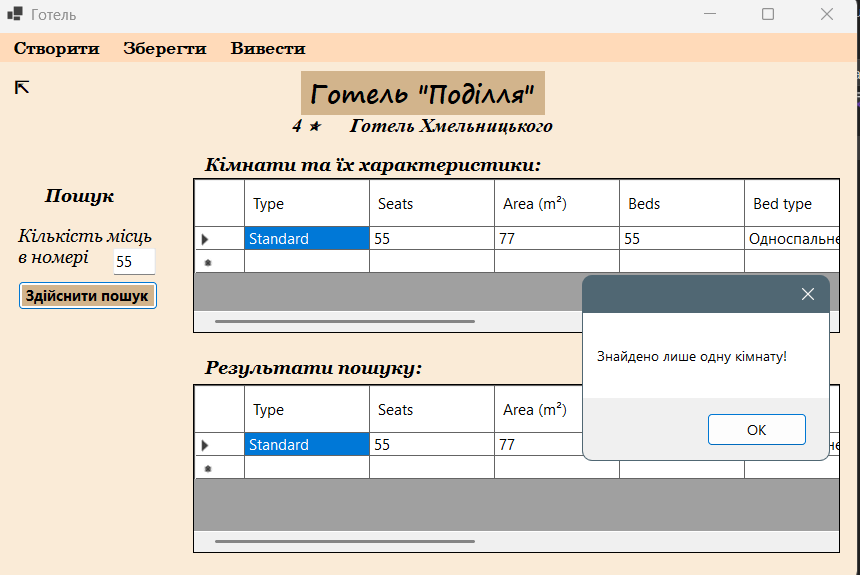 Готель
Створити Зберегти Вивести
Готель "Поділля"
4 ★ Готель Хмельницького
Кімнати та їх характеристики:
Пошук
Type Seats Area (m²) Beds Bed type
Кількість місць
в номері 55
Standard 55 77 55 Односпальне
Здійснити пошук
Знайдено лише одну кімнату!
OK
Результати пошуку:
Type Seats Area (m²)
Standard 55 77